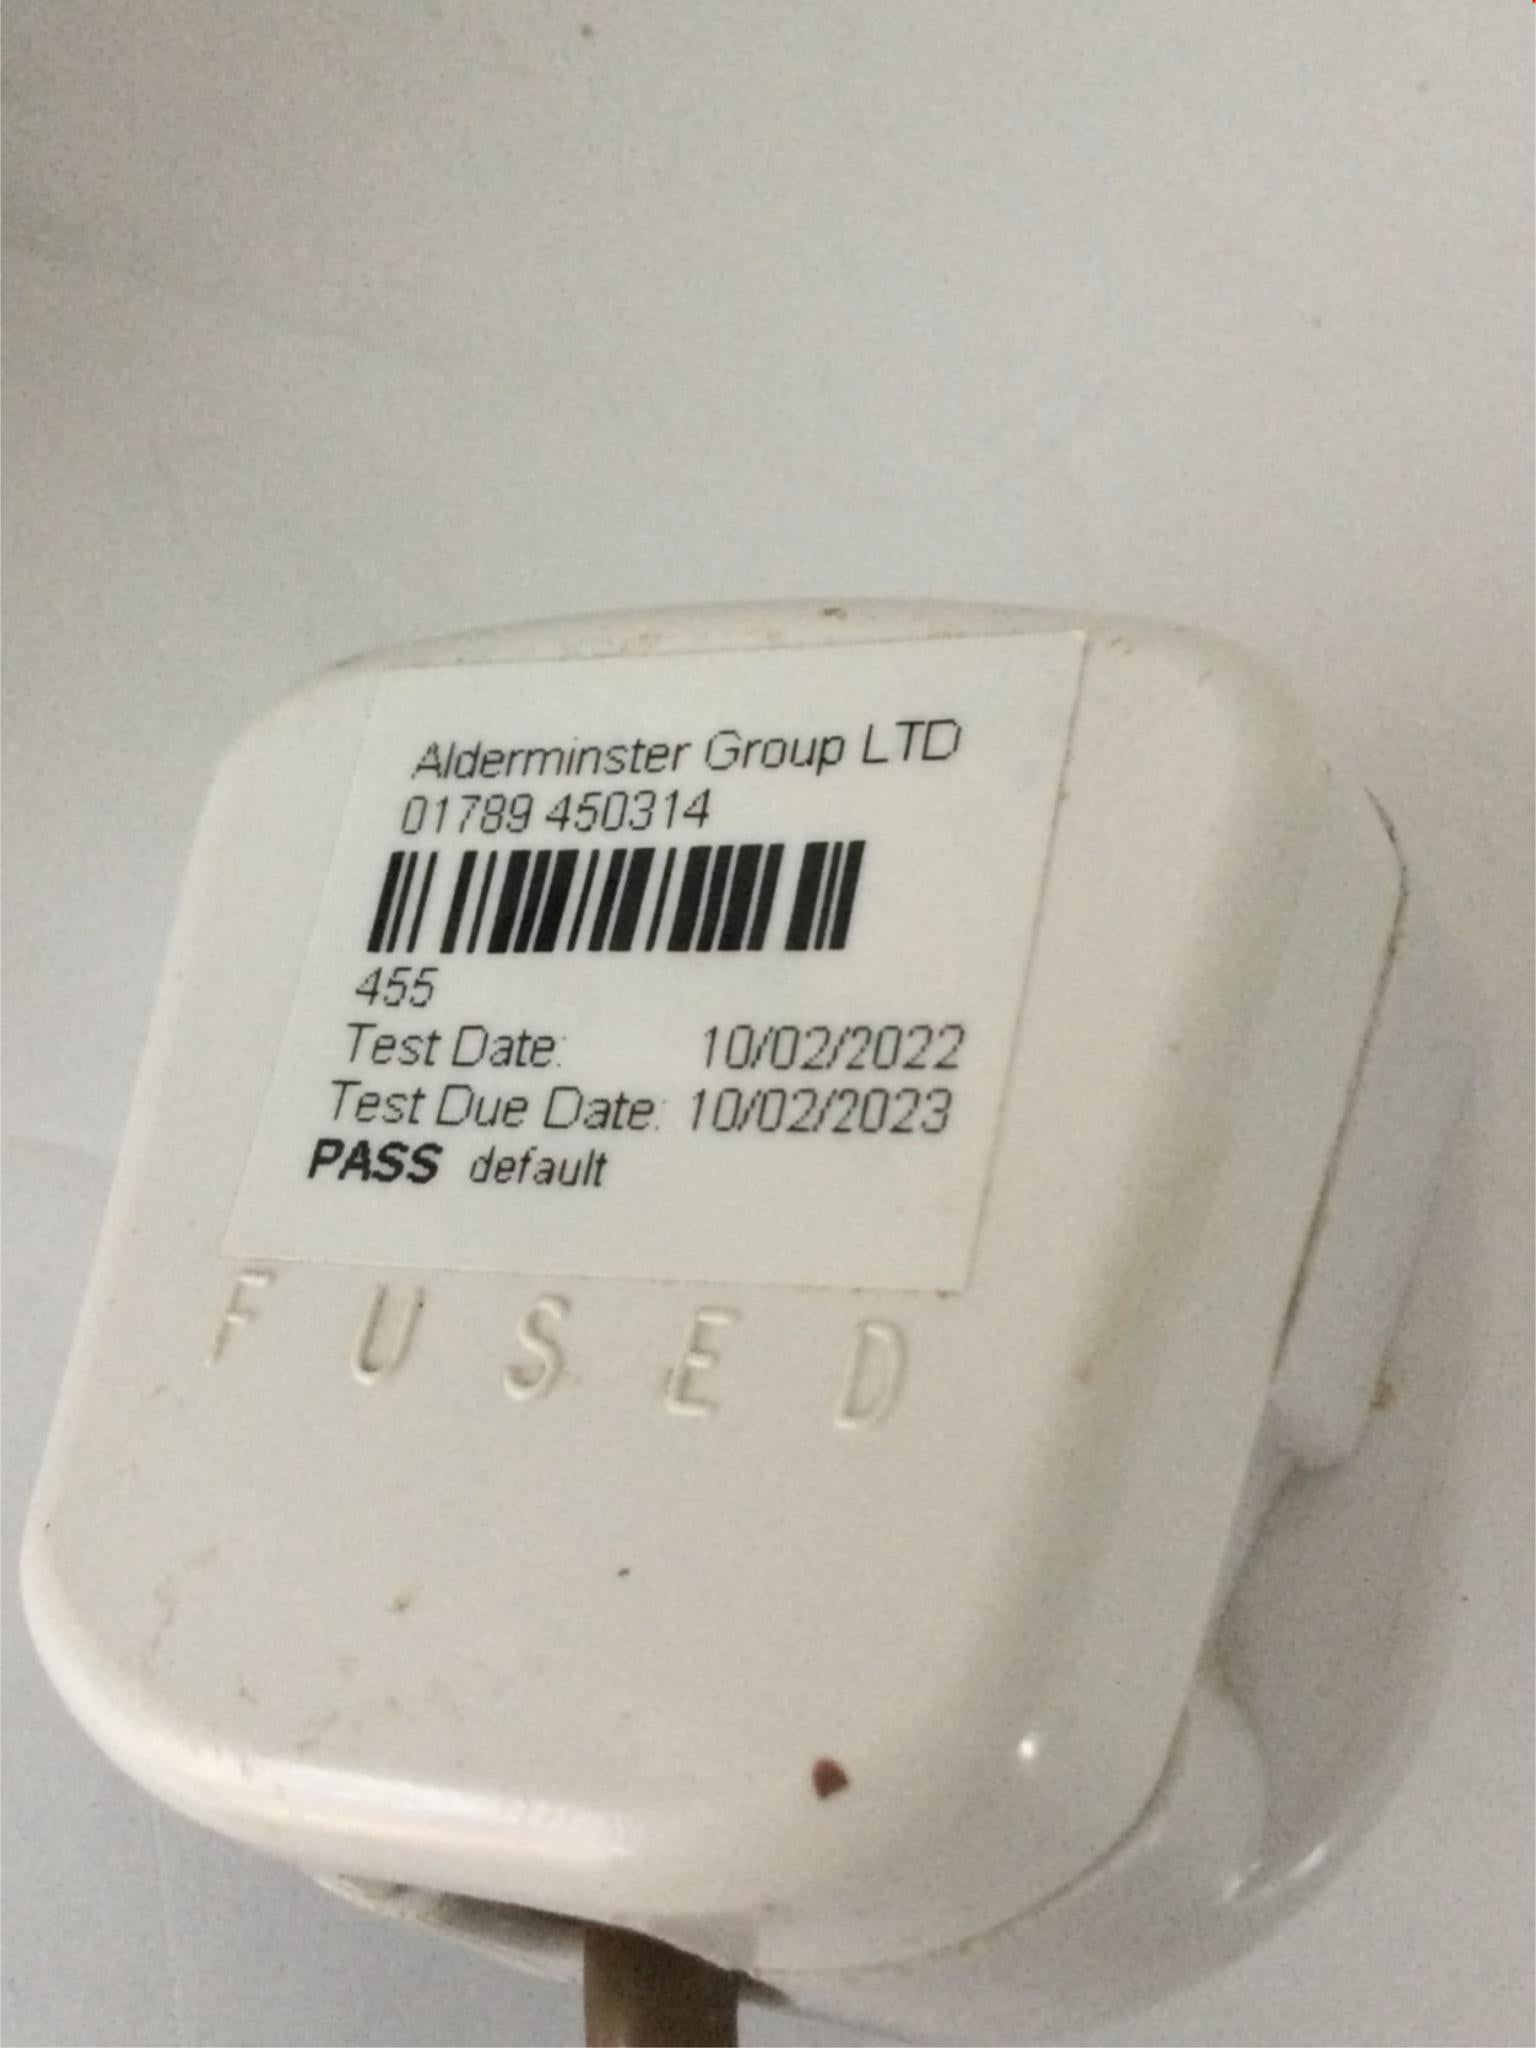 Alderminster Group LTD
01789 450314
455
Test Date: 10/02/2022
Test Due Date: 10/02/2023
PASS default
FUSED